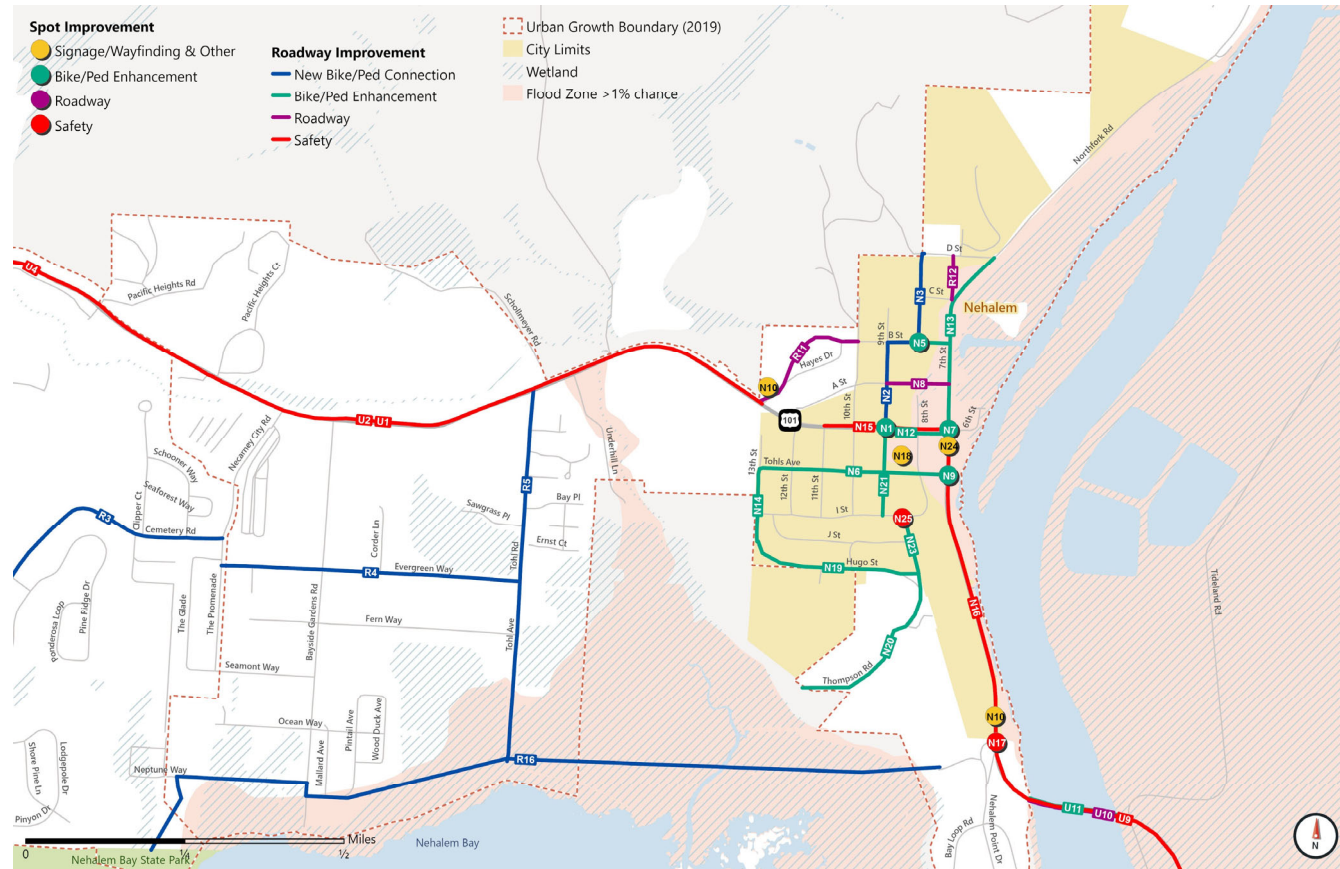 Spot Improvement
Signage/Wayfinding & Other
Bike/Ped Enhancement
Roadway
Safety
Roadway Improvement
New Bike/Ped Connection
Bike/Ped Enhancement
Roadway
Safety
Urban Growth Boundary (2019)
City Limits
Wetland
Flood Zone >1% chance
Northfork Rd
D St
R12
N3
C St
Nehalem
U4
Pacific Heights Rd
Pacific Heights Ct
Schollmeyer Rd
N13
9th St
B St
N5
R11
Hayes Dr
7th St
N10
A St
N8
N2
10th St
8th St
6th St
101
U2
U1
N15
N1
N12
N7
N24
N18
Necarney City Rd
Underhill Ln
13th St
Tohls Ave
N6
N9
Schooner Way
Seaforest Way
Clipper Ct
R5
Bay Pl
Sawgrass Pl
12th St
11th St
N21
N14
I St
N25
R3
Cemetery Rd
Corder Ln
Ernst Ct
J St
N23
Tohl Rd
Evergreen Way
R4
Hugo St
N19
Tideland Rd
Ponderosa Loop
Pine Ridge Dr
The Glade
The Promenade
Bayside Gardens Rd
Fern Way
Tohl Ave
N16
N20
Seamont Way
Thompson Rd
Ocean Way
Pintail Ave
Wood Duck Ave
N10
N17
Shore Pine Ln
Lodgepole Dr
Neptune Way
Mallard Ave
R16
U11
U10
U9
Pinyon Dr
Bay Loop Rd
Nehalem Point Dr
Miles
0
1/4
1/2
Nehalem Bay State Park
Nehalem Bay
N